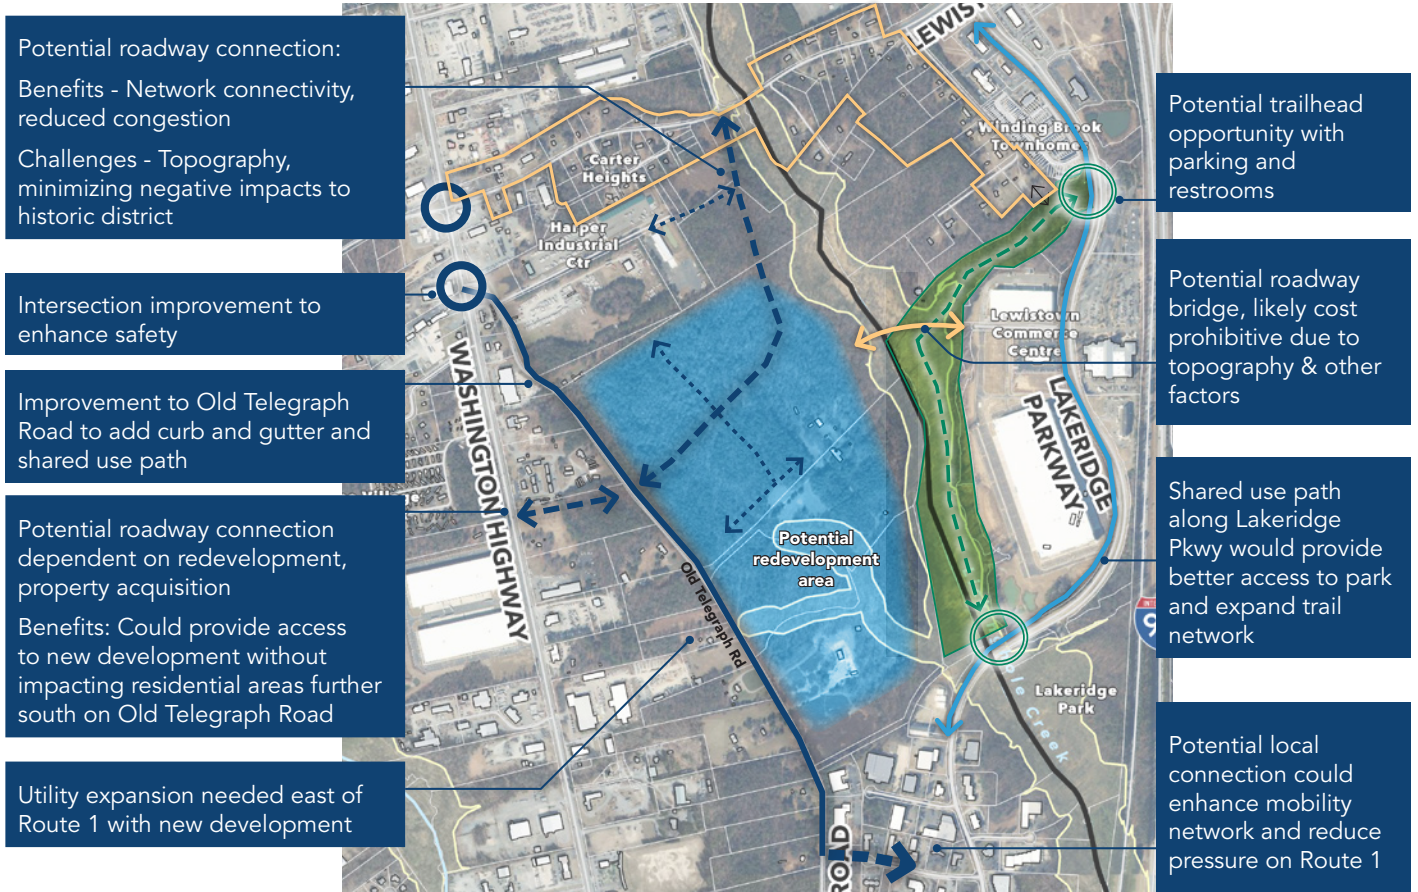 Potential roadway connection:
Benefits - Network connectivity,
reduced congestion
Challenges - Topography,
minimizing negative impacts to
historic district
Intersection improvement to
enhance safety
Improvement to Old Telegraph
Road to add curb and gutter and
shared use path
Potential roadway connection
dependent on redevelopment,
property acquisition
Benefits: Could provide access
to new development without
impacting residential areas further
south on Old Telegraph Road
Utility expansion needed east of
Route 1 with new development
LEWIST
Winding Brook
Townhomes
Carter
Heights
Harper
Industrial
Ctr
Lewistown
Commerce
Centre
WASHINGTON HIGHWAY
LAKERIDGE
PARKWAY
Village
Potential
redevelopment
area
Old Telegraph Rd
Lakeridge
Park
Creek
ROAD
Potential trailhead
opportunity with
parking and
restrooms
Potential roadway
bridge, likely cost
prohibitive due to
topography & other
factors
Shared use path
along Lakeridge
Pkwy would provide
better access to park
and expand trail
network
Potential local
connection could
enhance mobility
network and reduce
pressure on Route 1